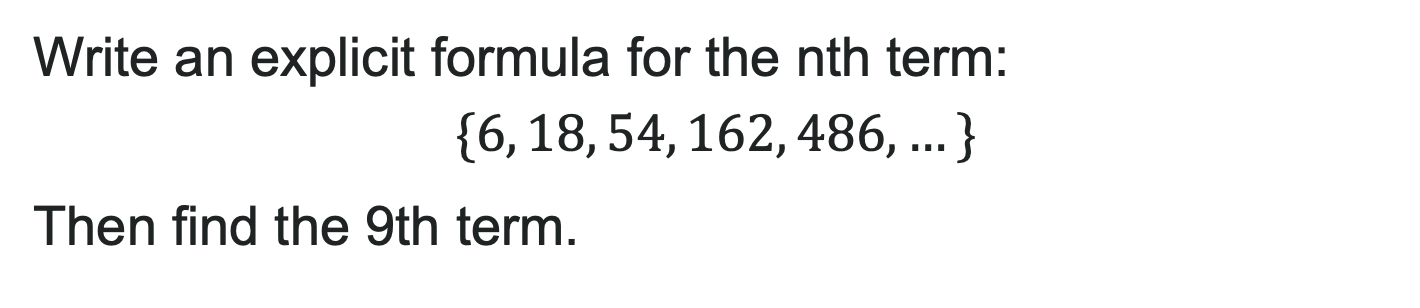 Write an explicit formula for the nth term:
{6, 18, 54, 162, 486, ... }
Then find the 9th term.